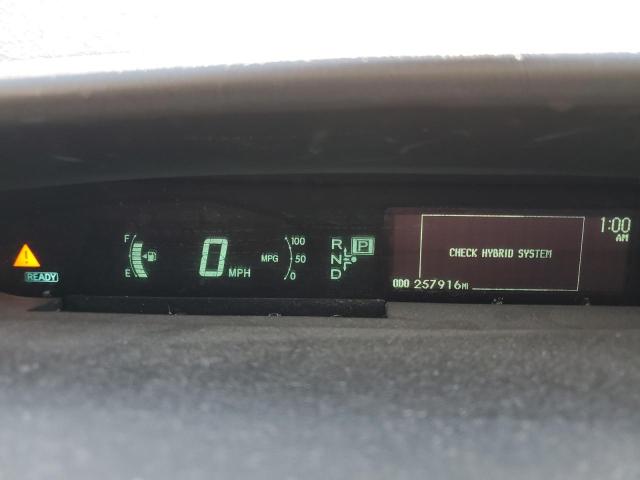 READY
F
E
0 MPH
MPG
100
50
0
R
N
D
P
CHECK HYBRID SYSTEM
1:00
AM
ODO 257916MI